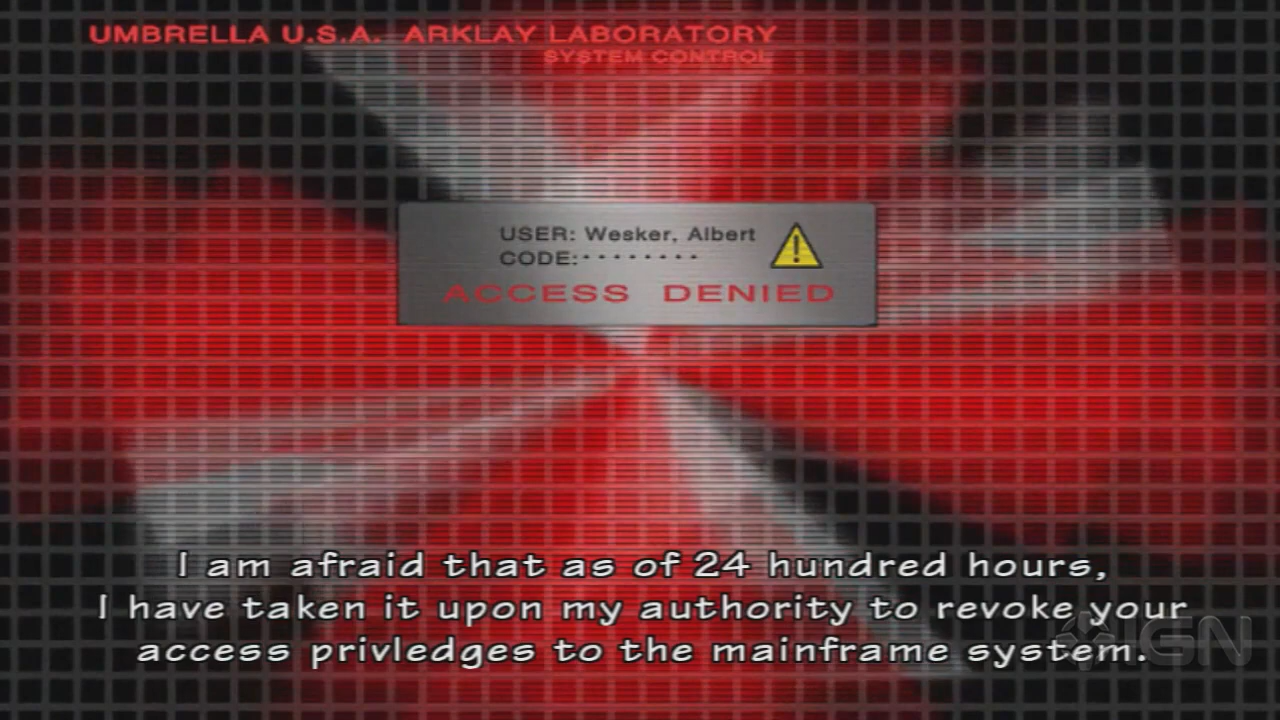 UMBRELLA U.S.A. ARKLAY LABORATORY
SYSTEM CONTROL
USER: Wesker, Albert
CODE:········
ACCESS DENIED
I am afraid that as of 24 hundred hours,
I have taken it upon my authority to revoke your
access privledges to the mainframe system.
IGN